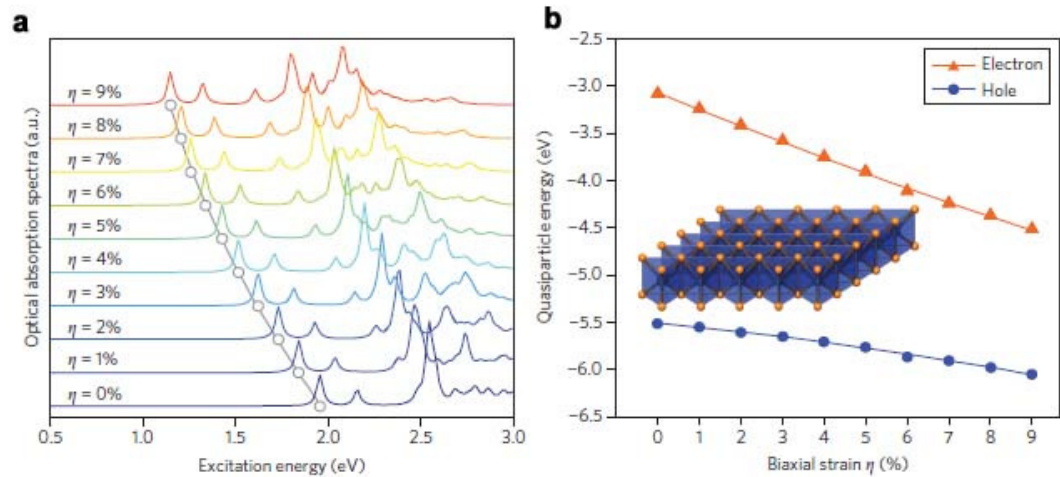 a
Optical absorption spectra (a.u.)
η = 9%
η = 8%
η = 7%
η = 6%
η = 5%
η = 4%
η = 3%
η = 2%
η = 1%
η = 0%
0.5 1.0 1.5 2.0 2.5 3.0
Excitation energy (eV)
b
Quasiparticle energy (eV)
−2.5
−3.0
−3.5
−4.0
−4.5
−5.0
−5.5
−6.0
−6.5
Electron
Hole
0 1 2 3 4 5 6 7 8 9
Biaxial strain η (%)